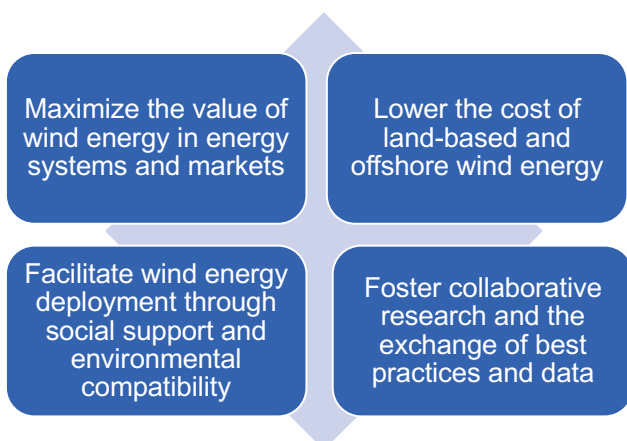 Maximize the value of
wind energy in energy
systems and markets
Lower the cost of
land-based and
offshore wind energy
Facilitate wind energy
deployment through
social support and
environmental
compatibility
Foster collaborative
research and the
exchange of best
practices and data